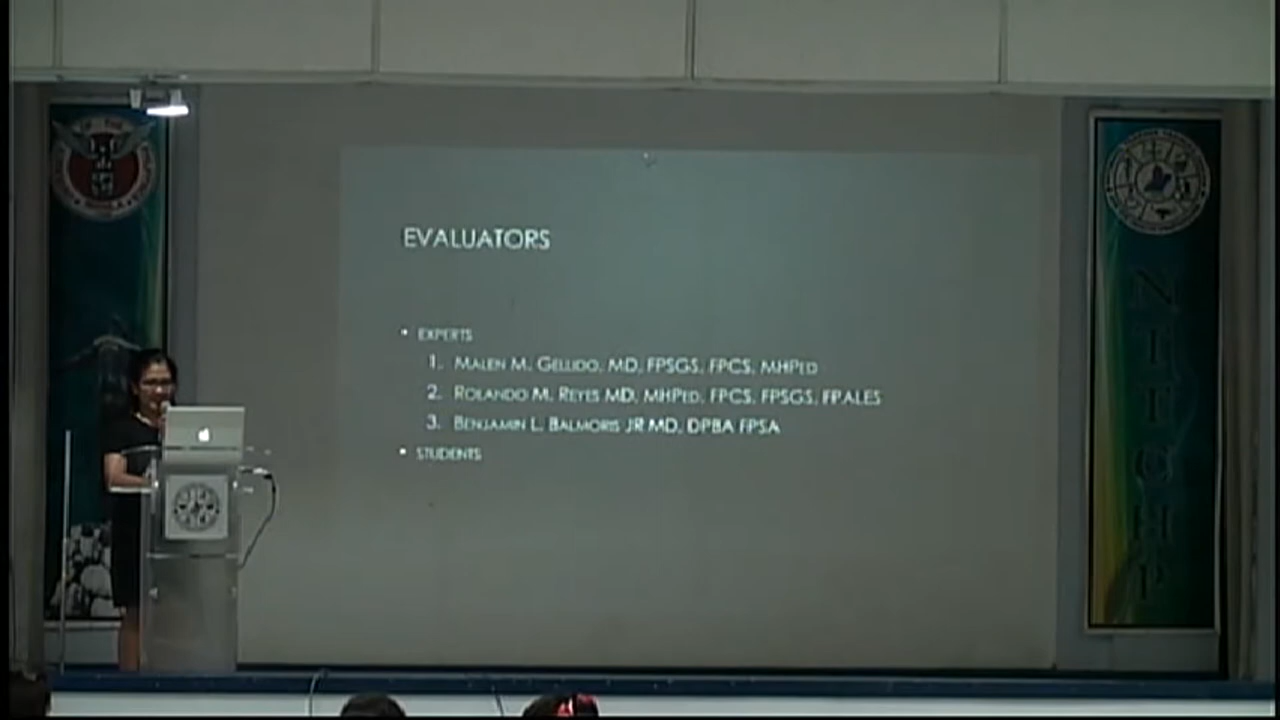 EVALUATORS
• EXPERTS
1. MALEN M. GELLIDO, MD, FPSGS, FPCS, MHPED
2. ROLANDO M. REYES MD, MHPED, FPCS, FPSGS, FPALES
3. BENJAMIN L. BALMORIS JR MD, DPBA FPSA
• STUDENTS